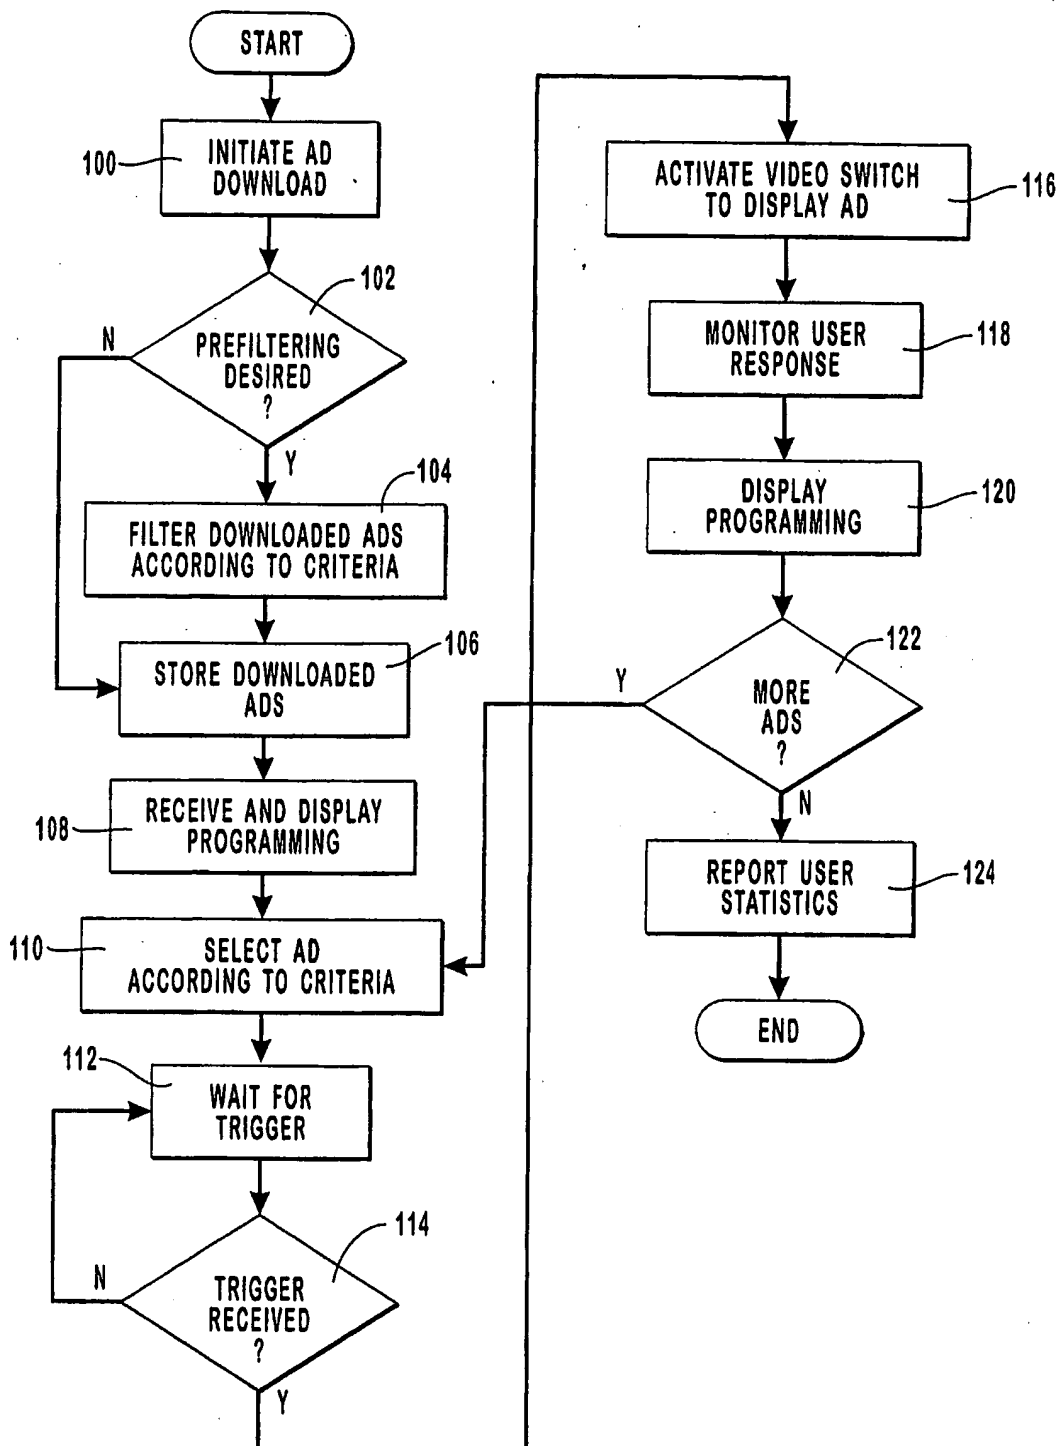 START
100
INITIATE AD
DOWNLOAD
102
N
PREFILTERING
DESIRED
?
Y
104
FILTER DOWNLOADED ADS
ACCORDING TO CRITERIA
106
STORE DOWNLOADED
ADS
108
RECEIVE AND DISPLAY
PROGRAMMING
110
SELECT AD
ACCORDING TO CRITERIA
112
WAIT FOR
TRIGGER
114
N
TRIGGER
RECEIVED
?
Y
ACTIVATE VIDEO SWITCH
TO DISPLAY AD
116
MONITOR USER
RESPONSE
118
DISPLAY
PROGRAMMING
120
122
Y
MORE
ADS
?
N
REPORT USER
STATISTICS
124
END